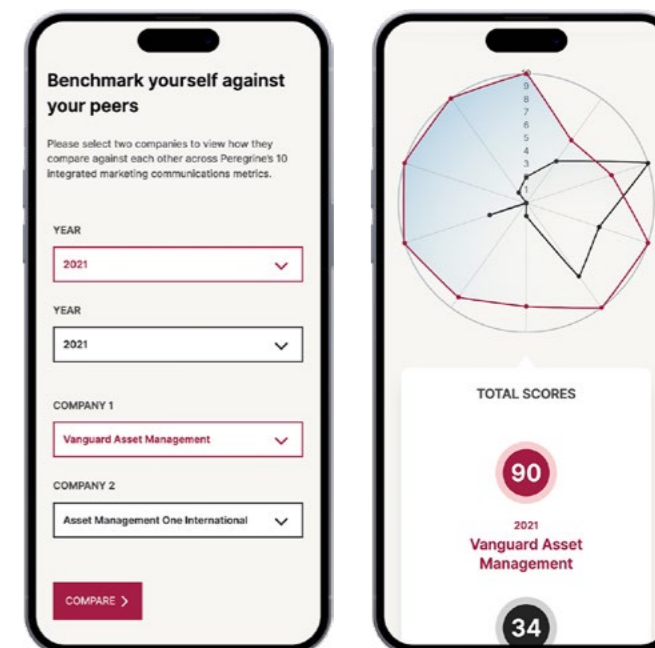 Benchmark yourself against
your peers
Please select two companies to view how they
compare against each other across Peregrine's 10
integrated marketing communications metrics.
YEAR
2021
YEAR
2021
COMPANY 1
Vanguard Asset Management
COMPANY 2
Asset Management One International
COMPARE
10
9
8
7
6
5
4
3
1
TOTAL SCORES
90
2021
Vanguard Asset
Management
34